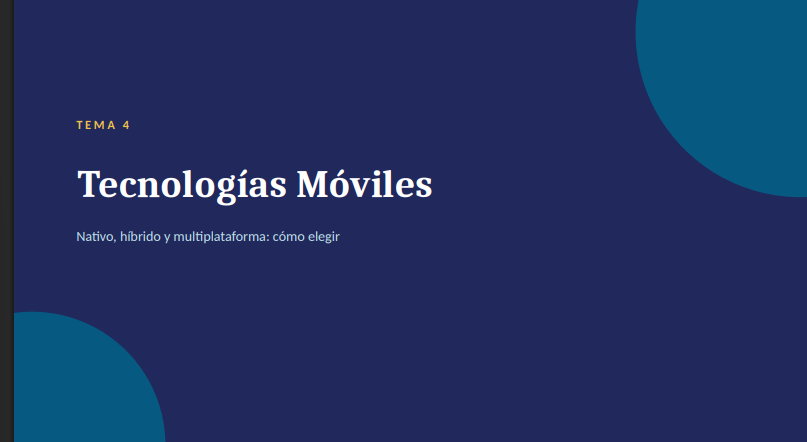 TEMA 4
Tecnologías Móviles
Nativo, híbrido y multiplataforma: cómo elegir